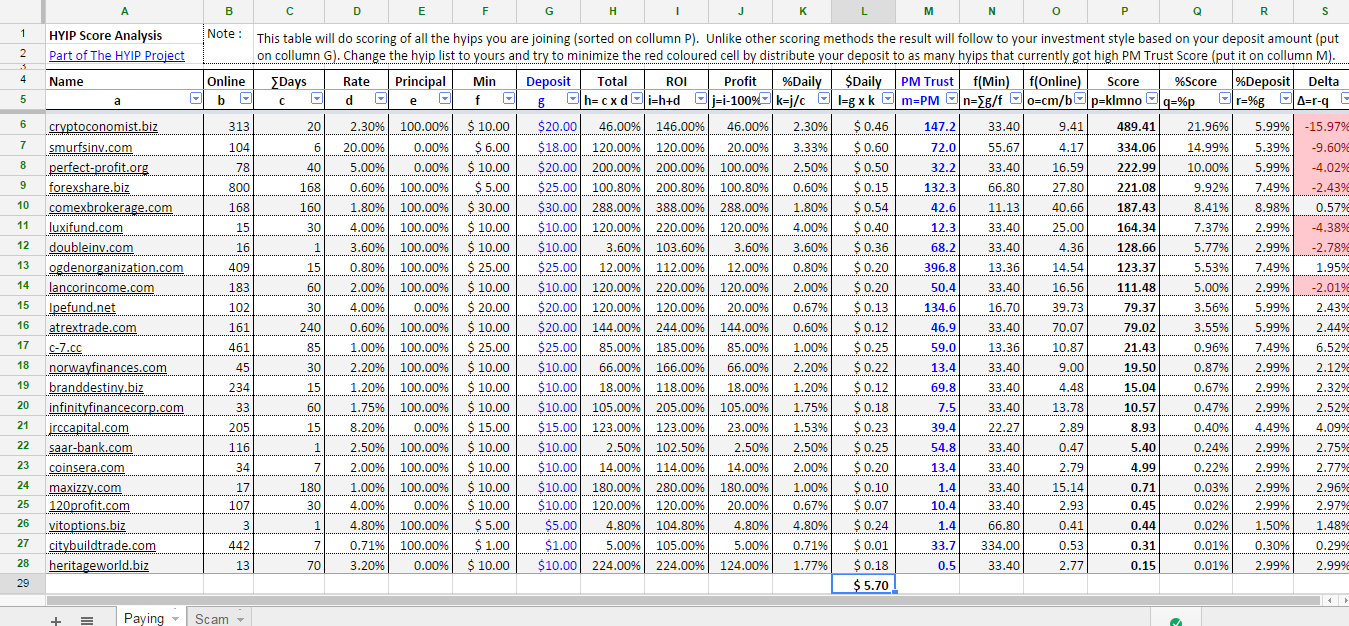 A B C D E F G H I J K L M N O P Q R S
1 HYIP Score Analysis Note : This table will do scoring of all the hyips you are joining (sorted on collumn P). Unlike other scoring methods the result will follow to your investment style based on your deposit amount (put
2 Part of The HYIP Project on collumn G). Change the hyip list to yours and try to minimize the red coloured cell by distribute your deposit to as many hyips that currently got high PM Trust Score (put it on column M).
3
4 Name Online ∑Days Rate Principal Min Deposit Total ROI Profit %Daily $Daily PM Trust f(Min) f(Online) Score %Score %Deposit Delta
5 a b c d e f g h= c x d i=h+d j=i-100% k=j/c l=g x k m=PM n=∑g/f o=cm/b p=klmno q=%p r=%g Δ=r-q
6 cryptoconomist.biz 313 20 2.30% 100.00% $ 10.00 $20.00 46.00% 146.00% 46.00% 2.30% $ 0.46 147.2 33.40 9.41 489.41 21.96% 5.99% -15.97%
7 smurfsinv.com 104 6 20.00% 0.00% $ 6.00 $18.00 120.00% 120.00% 20.00% 3.33% $ 0.60 72.0 55.67 4.17 334.06 14.99% 5.39% -9.60%
8 perfect-profit.org 78 40 5.00% 0.00% $ 10.00 $20.00 200.00% 200.00% 100.00% 2.50% $ 0.50 32.2 33.40 16.59 222.99 10.00% 5.99% -4.02%
9 forexshare.biz 800 168 0.60% 100.00% $ 5.00 $25.00 100.80% 200.80% 100.80% 0.60% $ 0.15 132.3 66.80 27.80 221.08 9.92% 7.49% -2.43%
10 comexbrokerage.com 168 160 1.80% 100.00% $ 30.00 $30.00 288.00% 388.00% 288.00% 1.80% $ 0.54 42.6 11.13 40.66 187.43 8.41% 8.98% 0.57%
11 luxifund.com 15 30 4.00% 100.00% $ 10.00 $10.00 120.00% 220.00% 120.00% 4.00% $ 0.40 12.3 33.40 25.00 164.34 7.37% 2.99% -4.38%
12 doubleinv.com 16 1 3.60% 100.00% $ 10.00 $10.00 3.60% 103.60% 3.60% 3.60% $ 0.36 68.2 33.40 4.36 128.66 5.77% 2.99% -2.78%
13 ogdenorganization.com 409 15 0.80% 100.00% $ 25.00 $25.00 12.00% 112.00% 12.00% 0.80% $ 0.20 396.8 13.36 14.54 123.37 5.53% 7.49% 1.95%
14 lancorincome.com 183 60 2.00% 100.00% $ 10.00 $10.00 120.00% 220.00% 120.00% 2.00% $ 0.20 50.4 33.40 16.56 111.48 5.00% 2.99% -2.01%
15 lpefund.net 102 30 4.00% 0.00% $ 20.00 $20.00 120.00% 120.00% 20.00% 0.67% $ 0.13 134.6 16.70 39.73 79.37 3.56% 5.99% 2.43%
16 atrextrade.com 161 240 0.60% 100.00% $ 10.00 $20.00 144.00% 244.00% 144.00% 0.60% $ 0.12 46.9 33.40 70.07 79.02 3.55% 5.99% 2.44%
17 c-7.cc 461 85 1.00% 100.00% $ 25.00 $25.00 85.00% 185.00% 85.00% 1.00% $ 0.25 59.0 13.36 10.87 21.43 0.96% 7.49% 6.52%
18 norwayfinances.com 45 30 2.20% 100.00% $ 10.00 $10.00 66.00% 166.00% 66.00% 2.20% $ 0.22 13.4 33.40 9.00 19.50 0.87% 2.99% 2.12%
19 branddestiny.biz 234 15 1.20% 100.00% $ 10.00 $10.00 18.00% 118.00% 18.00% 1.20% $ 0.12 69.8 33.40 4.48 15.04 0.67% 2.99% 2.32%
20 infinityfinancecorp.com 33 60 1.75% 100.00% $ 10.00 $10.00 105.00% 205.00% 105.00% 1.75% $ 0.18 7.5 33.40 13.78 10.57 0.47% 2.99% 2.52%
21 jrccapital.com 205 15 8.20% 0.00% $ 15.00 $15.00 123.00% 123.00% 23.00% 1.53% $ 0.23 39.4 22.27 2.89 8.93 0.40% 4.49% 4.09%
22 saar-bank.com 116 1 2.50% 100.00% $ 10.00 $10.00 2.50% 102.50% 2.50% 2.50% $ 0.25 54.8 33.40 0.47 5.40 0.24% 2.99% 2.75%
23 coinsera.com 34 7 2.00% 100.00% $ 10.00 $10.00 14.00% 114.00% 14.00% 2.00% $ 0.20 13.4 33.40 2.79 4.99 0.22% 2.99% 2.77%
24 maxizzy.com 17 180 1.00% 100.00% $ 10.00 $10.00 180.00% 280.00% 180.00% 1.00% $ 0.10 1.4 33.40 15.14 0.71 0.03% 2.99% 2.96%
25 120profit.com 107 30 4.00% 0.00% $ 10.00 $10.00 120.00% 120.00% 20.00% 0.67% $ 0.07 10.4 33.40 2.93 0.45 0.02% 2.99% 2.97%
26 vitoptions.biz 3 1 4.80% 100.00% $ 5.00 $5.00 4.80% 104.80% 4.80% 4.80% $ 0.24 1.4 66.80 0.41 0.44 0.02% 1.50% 1.48%
27 citybuildtrade.com 442 7 0.71% 100.00% $ 1.00 $1.00 5.00% 105.00% 5.00% 0.71% $ 0.01 33.7 334.00 0.53 0.31 0.01% 0.30% 0.29%
28 heritageworld.biz 13 70 3.20% 0.00% $ 10.00 $10.00 224.00% 224.00% 124.00% 1.77% $ 0.18 0.5 33.40 2.77 0.15 0.01% 2.99% 2.99%
29 $ 5.70
Paying Scam